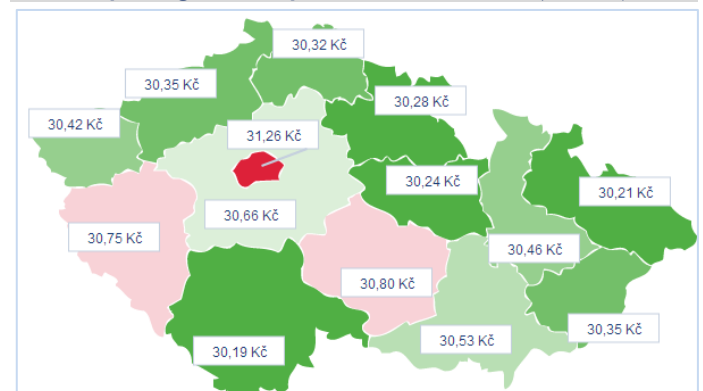 30,32 Kč
30,35 Kč
30,28 Kč
30,42 Kč
31,26 Kč
30,24 Kč
30,21 Kč
30,66 Kč
30,75 Kč
30,46 Kč
30,80 Kč
30,35 Kč
30,53 Kč
30,19 Kč